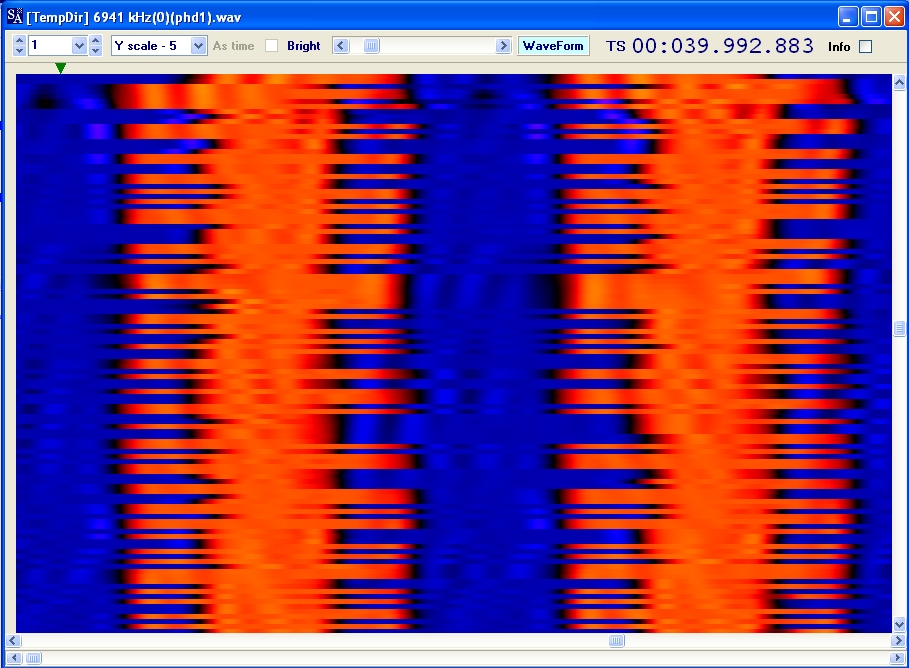 SA [TempDir] 6941 kHz(0)(phd1).wav
1 Y scale - 5 As time Bright WaveForm TS 00:039.992.883 Info